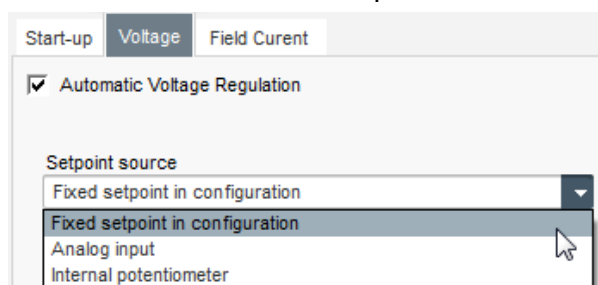 Start-up Voltage Field Curent
Automatic Voltage Regulation
Setpoint source
Fixed setpoint in configuration
Fixed setpoint in configuration
Analog input
Internal potentiometer